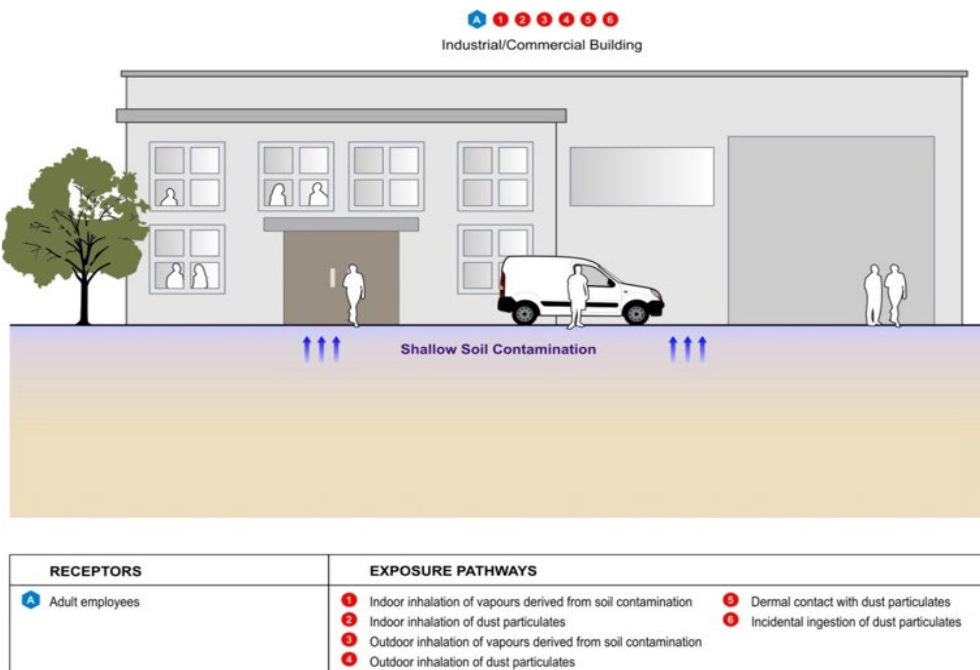 A 1 2 3 4 5 6
Industrial/Commercial Building
Shallow Soil Contamination
RECEPTORS
A Adult employees
EXPOSURE PATHWAYS
1 Indoor inhalation of vapours derived from soil contamination
2 Indoor inhalation of dust particulates
3 Outdoor inhalation of vapours derived from soil contamination
4 Outdoor inhalation of dust particulates
5 Dermal contact with dust particulates
6 Incidental ingestion of dust particulates